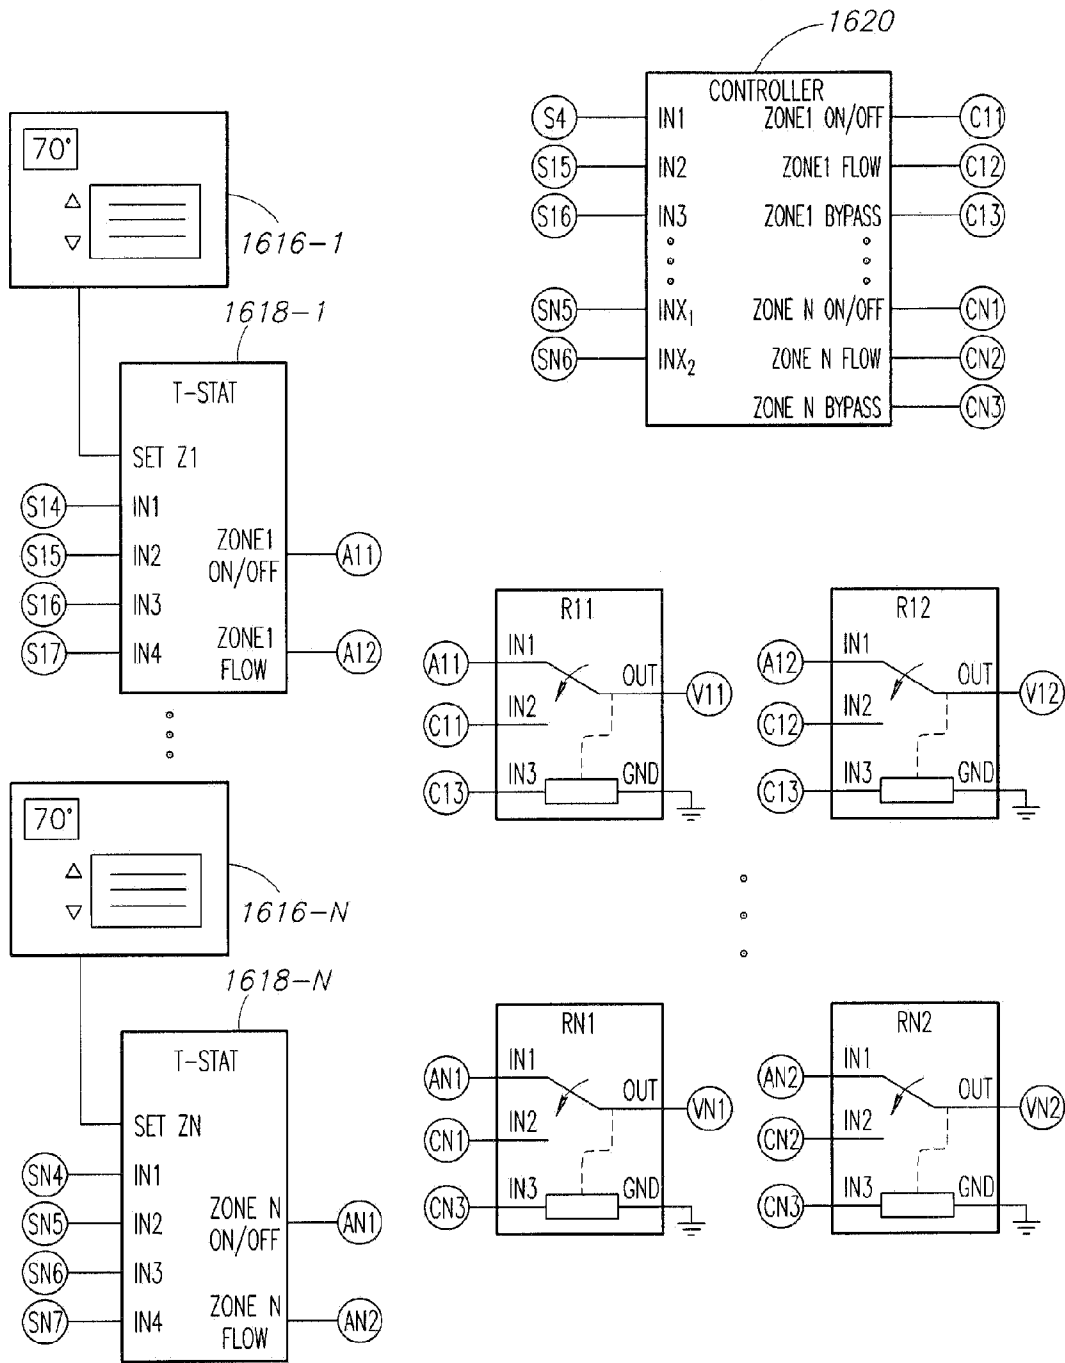 1620
CONTROLLER
S4 IN1 ZONE1 ON/OFF C11
S15 IN2 ZONE1 FLOW C12
S16 IN3 ZONE1 BYPASS C13
SN5 INX₁ ZONE N ON/OFF CN1
SN6 INX₂ ZONE N FLOW CN2
ZONE N BYPASS CN3
70°
1616-1
1618-1
T-STAT
SET Z1
S14 IN1
S15 IN2
ZONE1
ON/OFF
A11
S16 IN3
S17 IN4
ZONE1
FLOW
A12
70°
1616-N
1618-N
T-STAT
SET ZN
SN4 IN1
SN5 IN2
ZONE N
ON/OFF
AN1
SN6 IN3
SN7 IN4
ZONE N
FLOW
AN2
R11
A11 IN1
OUT V11
C11 IN2
C13 IN3 GND
R12
A12 IN1
OUT V12
C12 IN2
C13 IN3 GND
RN1
AN1 IN1
OUT VN1
CN1 IN2
CN3 IN3 GND
RN2
AN2 IN1
OUT VN2
CN2 IN2
CN3 IN3 GND